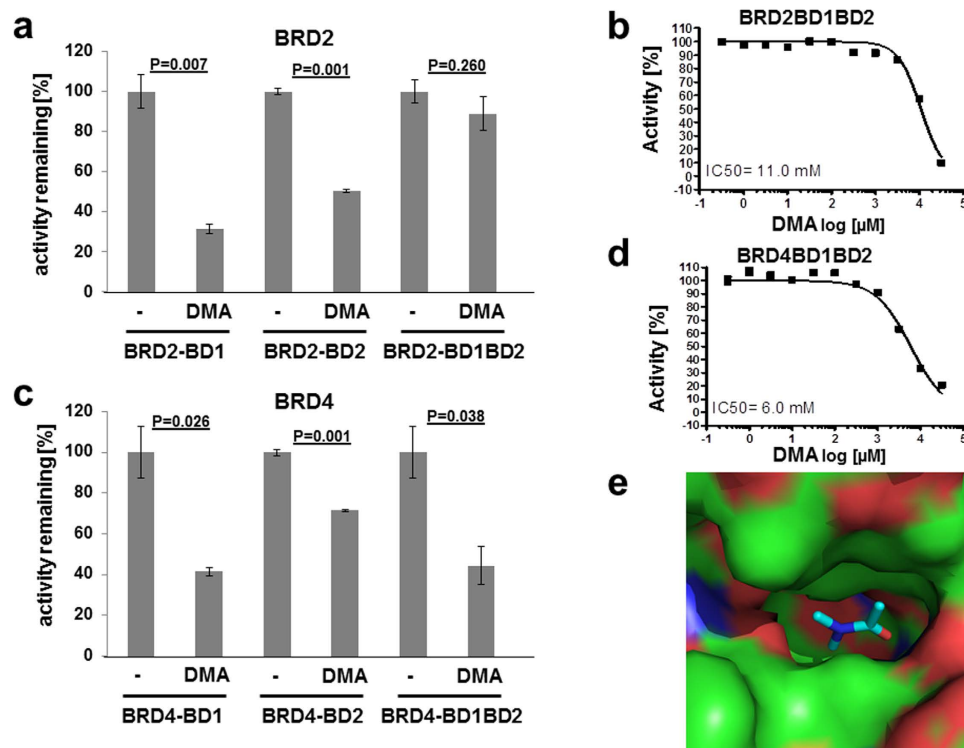 a
BRD2
activity remaining [%]
120
100
80
60
40
20
0
P=0.007
P=0.001
P=0.260
- DMA - DMA - DMA
BRD2-BD1 BRD2-BD2 BRD2-BD1BD2
b
BRD2BD1BD2
Activity [%]
110
100
90
80
70
60
50
40
30
20
10
0
-10
IC50= 11.0 mM
-1 0 1 2 3 4 5
DMA log [µM]
c
BRD4
activity remaining [%]
120
100
80
60
40
20
0
P=0.026
P=0.001
P=0.038
- DMA - DMA - DMA
BRD4-BD1 BRD4-BD2 BRD4-BD1BD2
d
BRD4BD1BD2
Activity [%]
110
100
90
80
70
60
50
40
30
20
10
0
-10
IC50= 6.0 mM
-1 0 1 2 3 4 5
DMA log [µM]
e